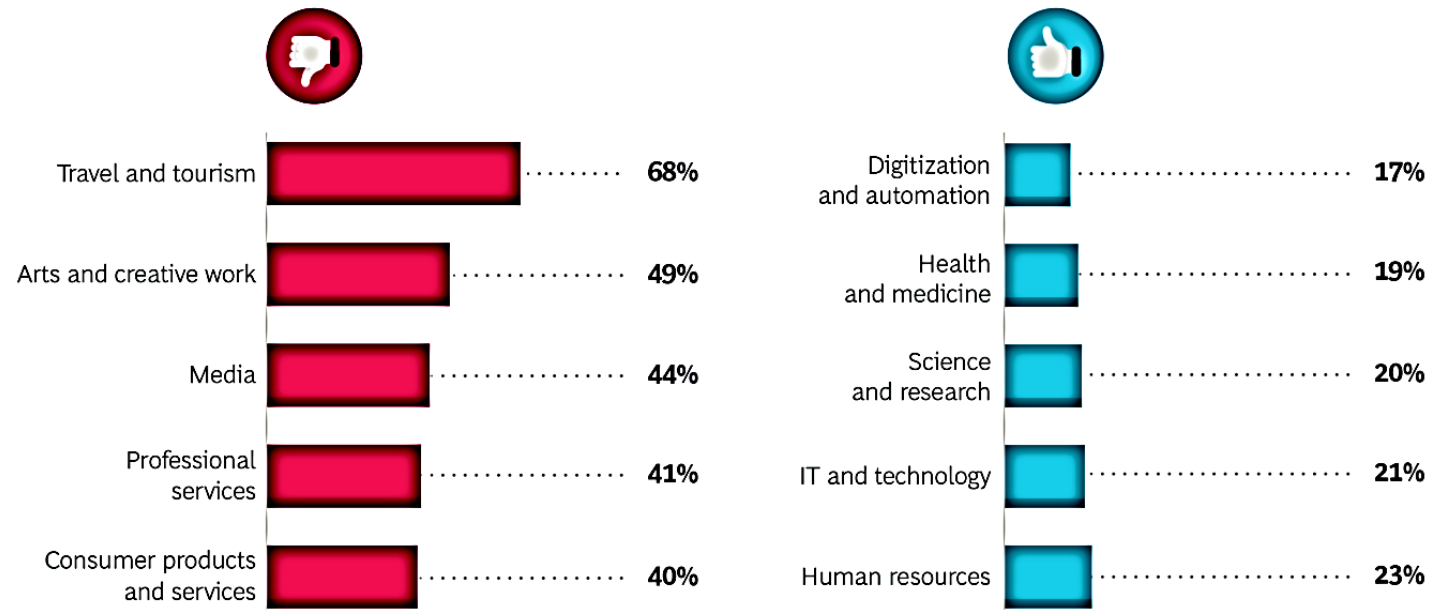 Travel and tourism 68%
Arts and creative work 49%
Media 44%
Professional
services 41%
Consumer products
and services 40%
Digitization
and automation 17%
Health
and medicine 19%
Science
and research 20%
IT and technology 21%
Human resources 23%